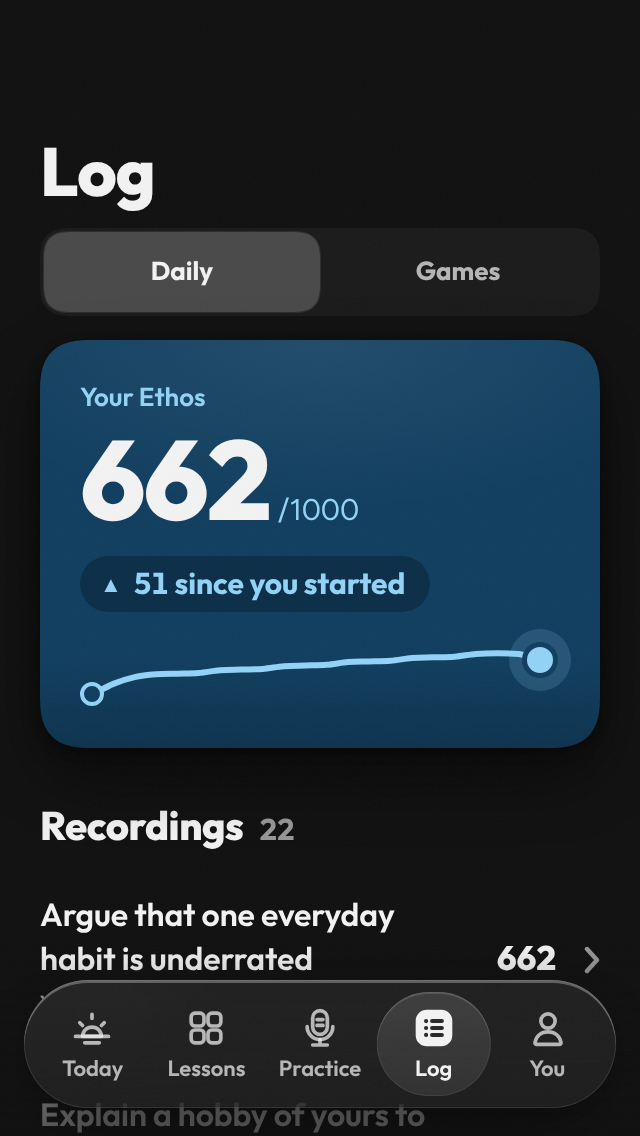 Log
Daily
Games
Your Ethos
662 /1000
▲ 51 since you started
Recordings 22
Argue that one everyday
habit is underrated
662
Today
Lessons
Practice
Log
You
Explain a hobby of yours to